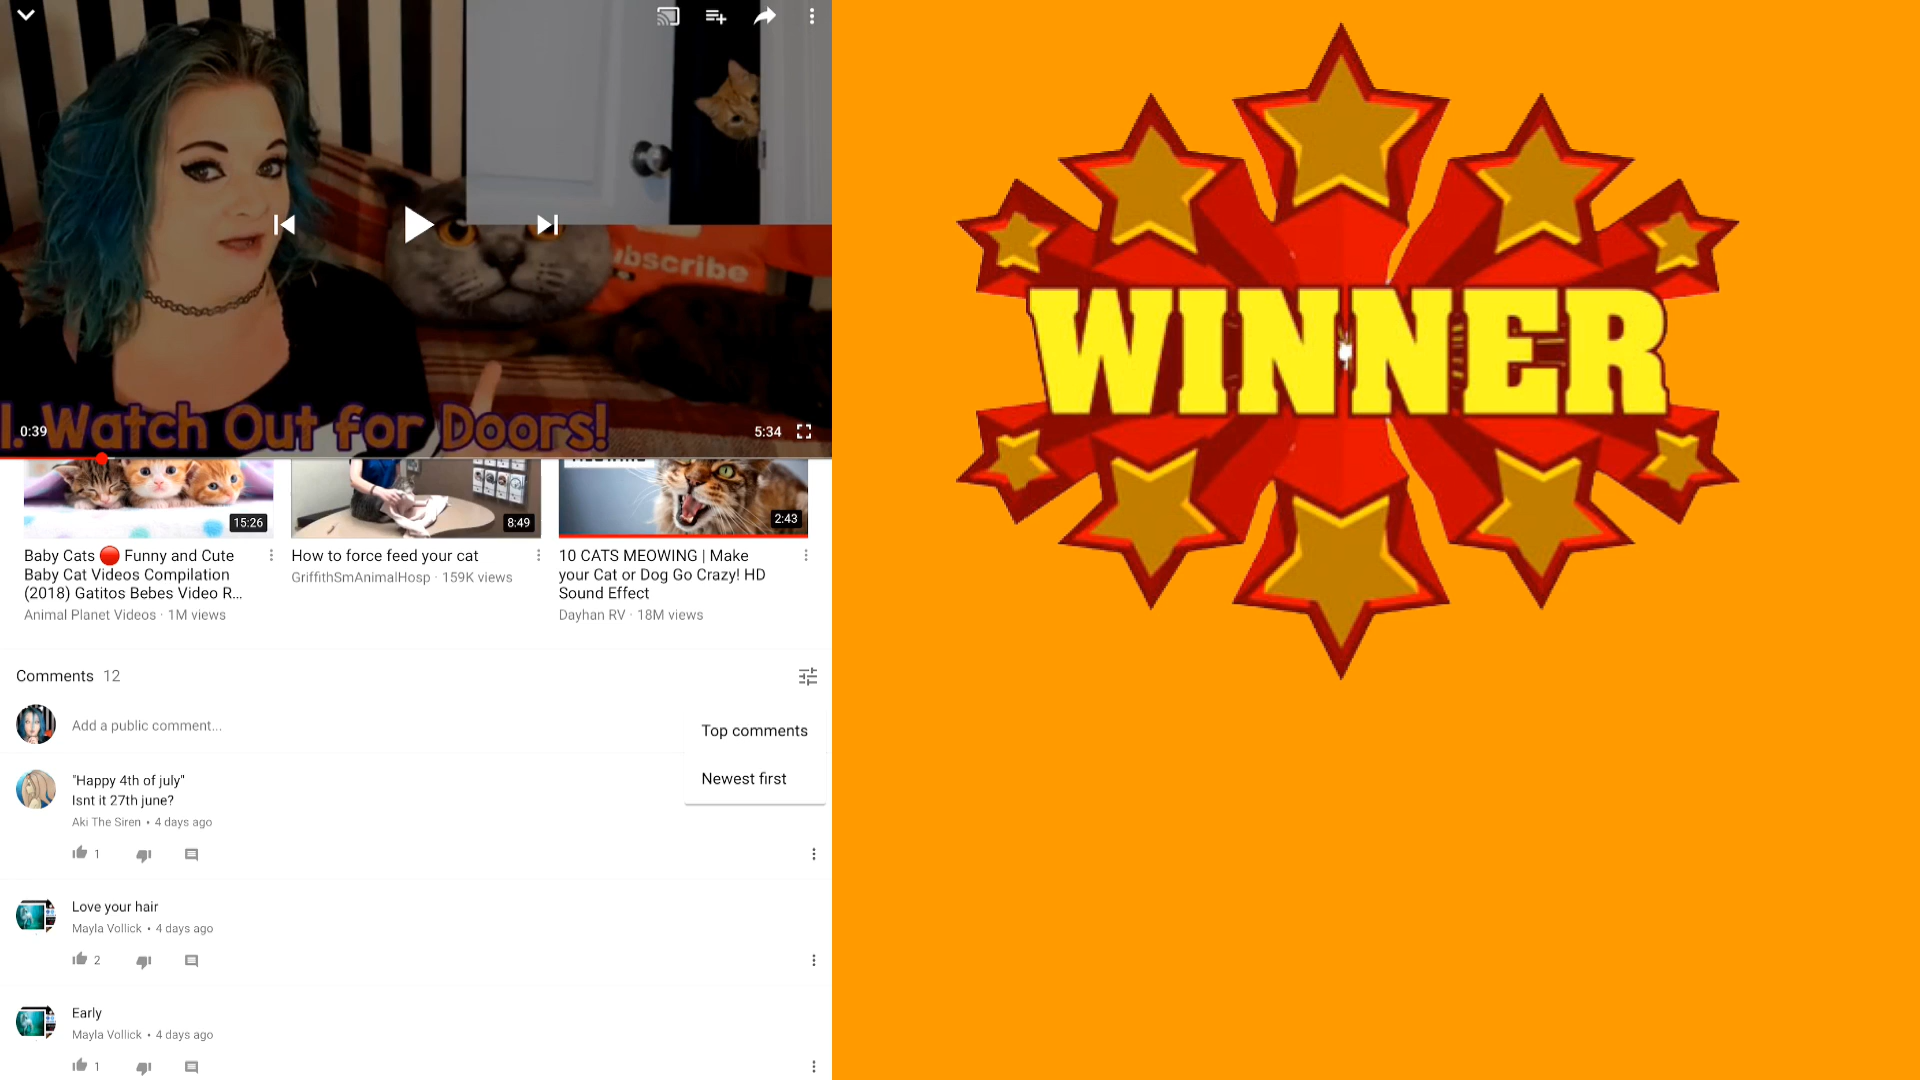 ubscribe
1. Watch Out for Doors!
0:39
5:34
15:26
8:49
2:43
Baby Cats 🔴 Funny and Cute
Baby Cat Videos Compilation
(2018) Gatitos Bebes Video R...
Animal Planet Videos · 1M views
How to force feed your cat
GriffithSmAnimalHosp · 159K views
10 CATS MEOWING | Make
your Cat or Dog Go Crazy! HD
Sound Effect
Dayhan RV · 18M views
Comments 12
Add a public comment...
Top comments
Newest first
"Happy 4th of july"
Isnt it 27th june?
Aki The Siren • 4 days ago
1
Love your hair
Mayla Vollick • 4 days ago
2
Early
Mayla Vollick • 4 days ago
1
WINNER